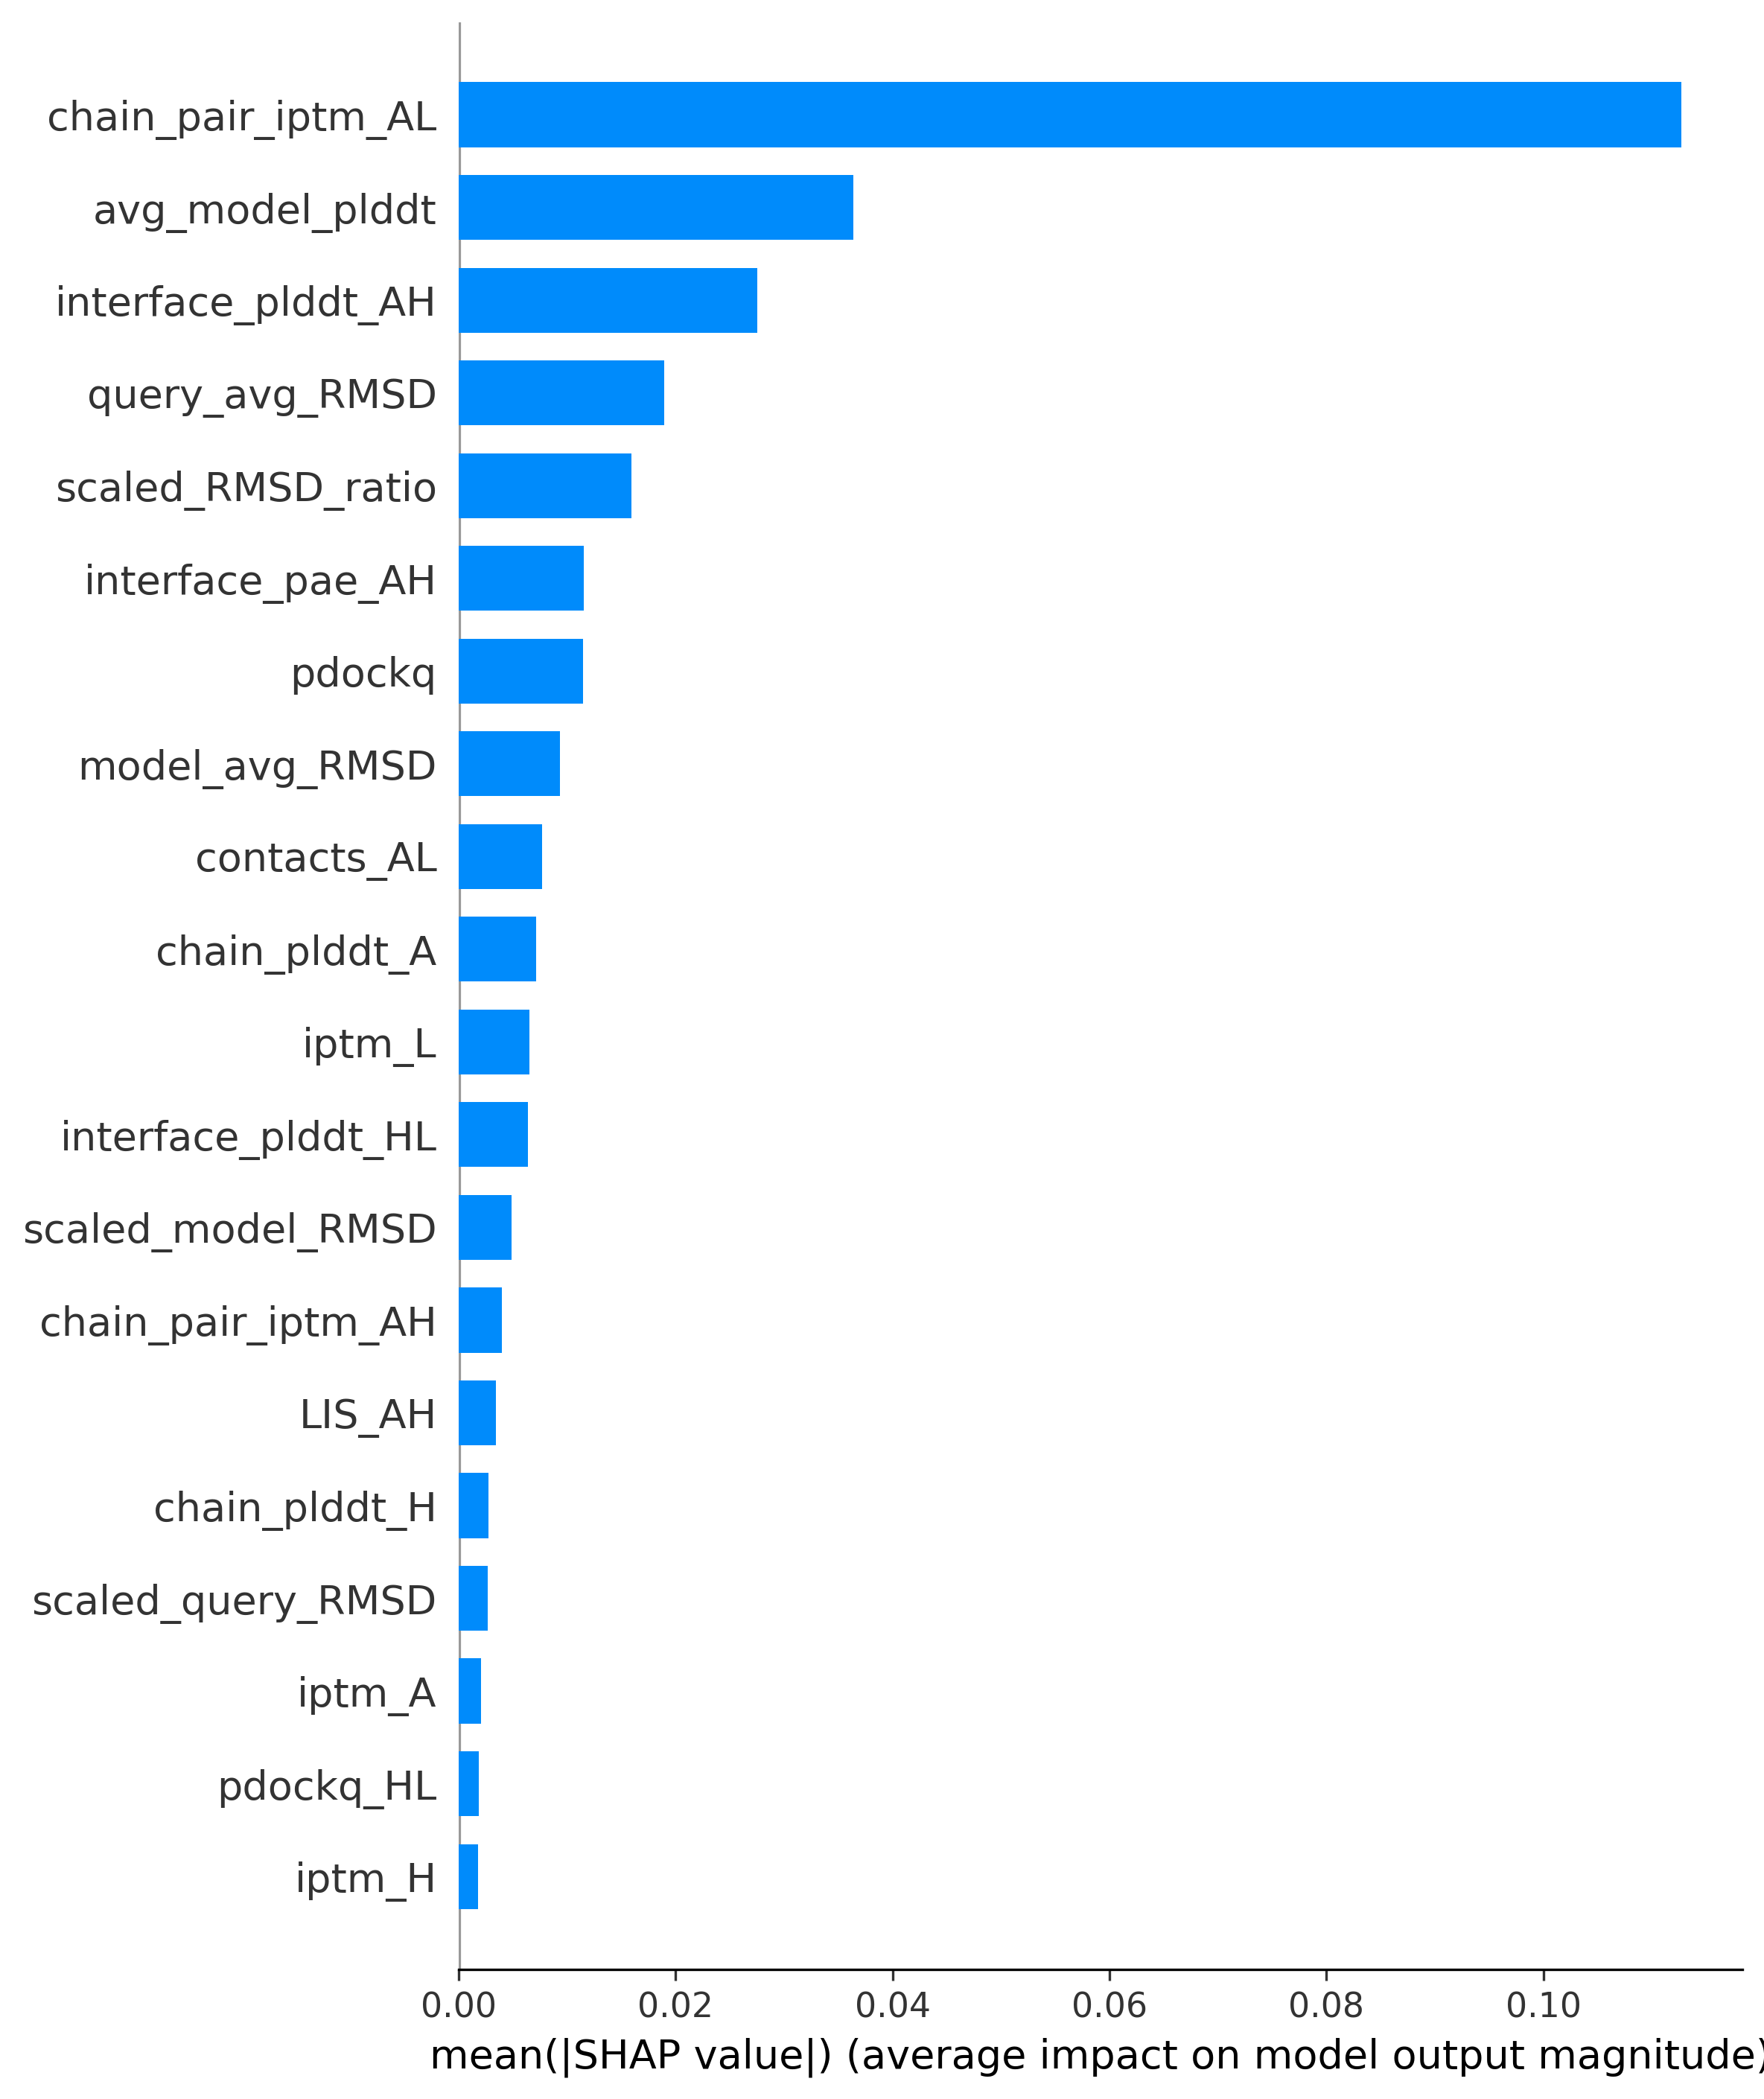 chain_pair_iptm_AL
avg_model_plddt
interface_plddt_AH
query_avg_RMSD
scaled_RMSD_ratio
interface_pae_AH
pdockq
model_avg_RMSD
contacts_AL
chain_plddt_A
iptm_L
interface_plddt_HL
scaled_model_RMSD
chain_pair_iptm_AH
LIS_AH
chain_plddt_H
scaled_query_RMSD
iptm_A
pdockq_HL
iptm_H
0.00 0.02 0.04 0.06 0.08 0.10
mean(|SHAP value|) (average impact on model output magnitude)